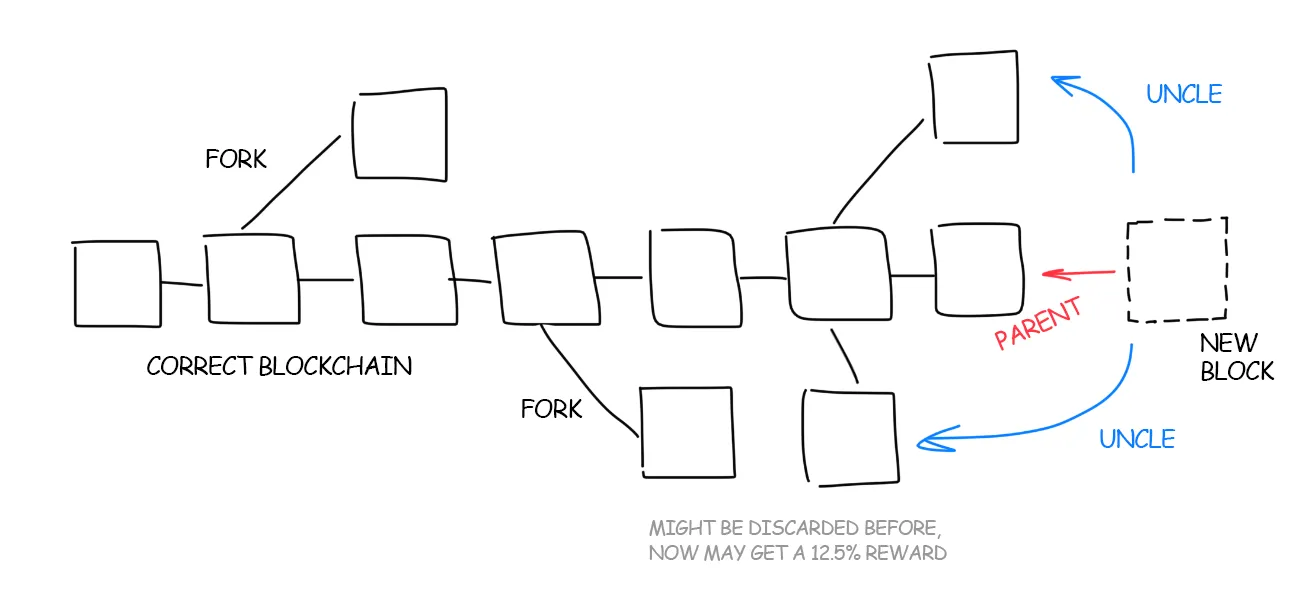 UNCLE
FORK
PARENT
NEW
BLOCK
CORRECT BLOCKCHAIN
FORK
UNCLE
MIGHT BE DISCARDED BEFORE,
NOW MAY GET A 12.5% REWARD